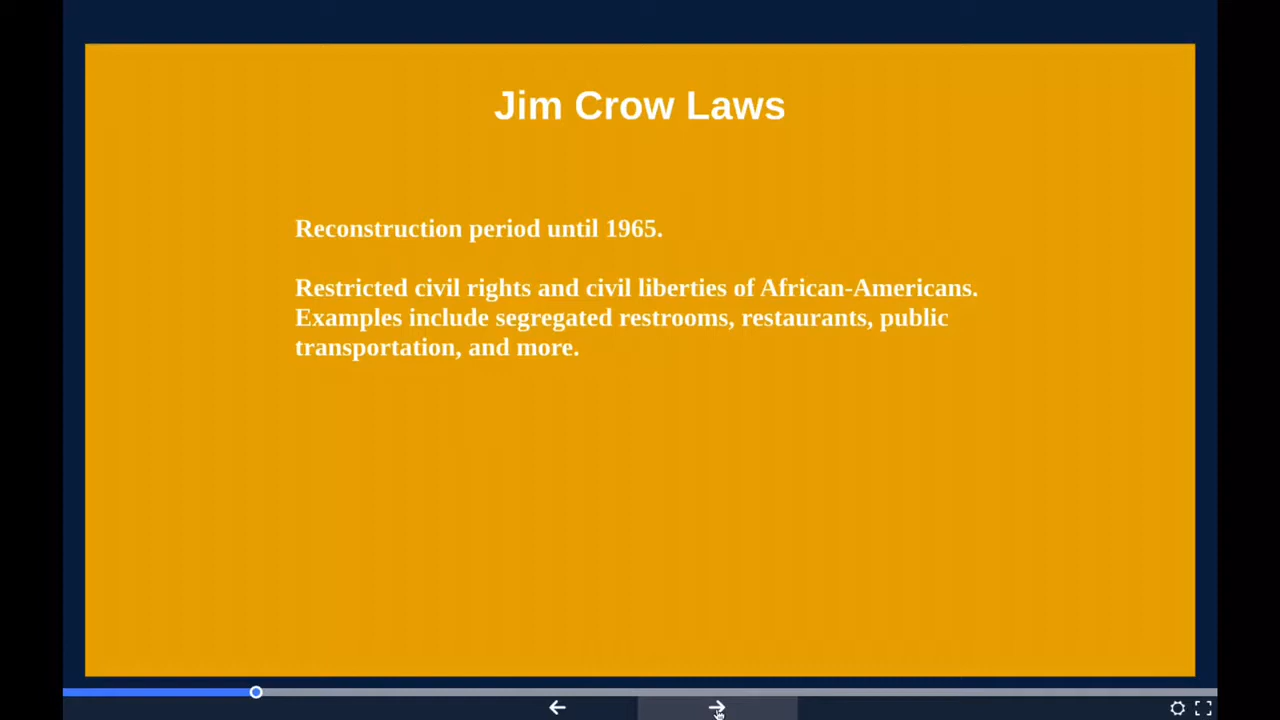 Jim Crow Laws
Reconstruction period until 1965.
Restricted civil rights and civil liberties of African-Americans.
Examples include segregated restrooms, restaurants, public
transportation, and more.